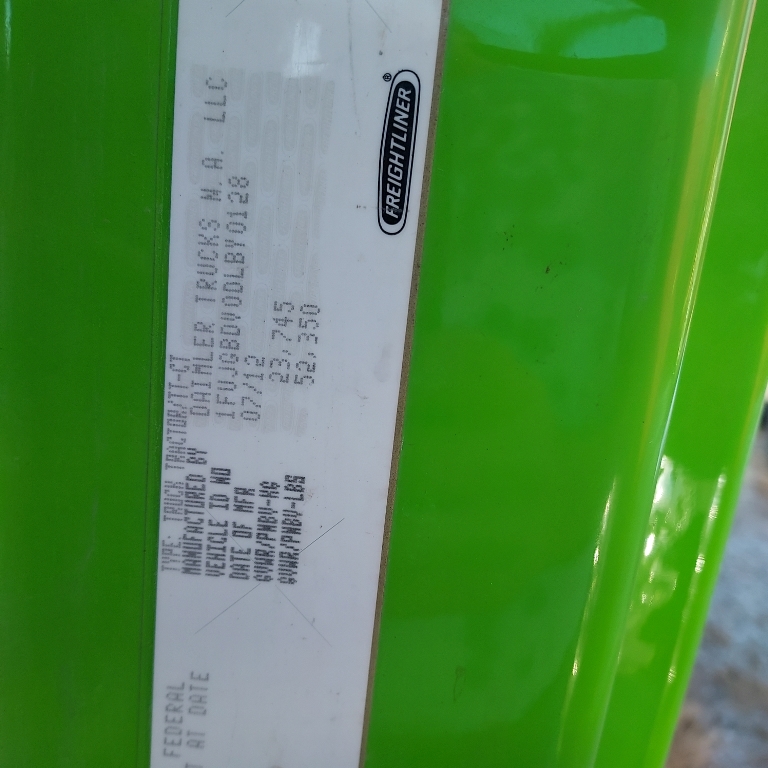 FREIGHTLINER®
TYPE: TRUCK TRACTOR/TT-CT
MANUFACTURED BY DAIMLER TRUCKS N.A. LLC
VEHICLE ID NO 1FUJGBDV0DLBY0128
DATE OF MFR 07/12
GVWR/PNBV-KG 23,745
GVWR/PNBV-LBS 52,350
FEDERAL
T AT DATE